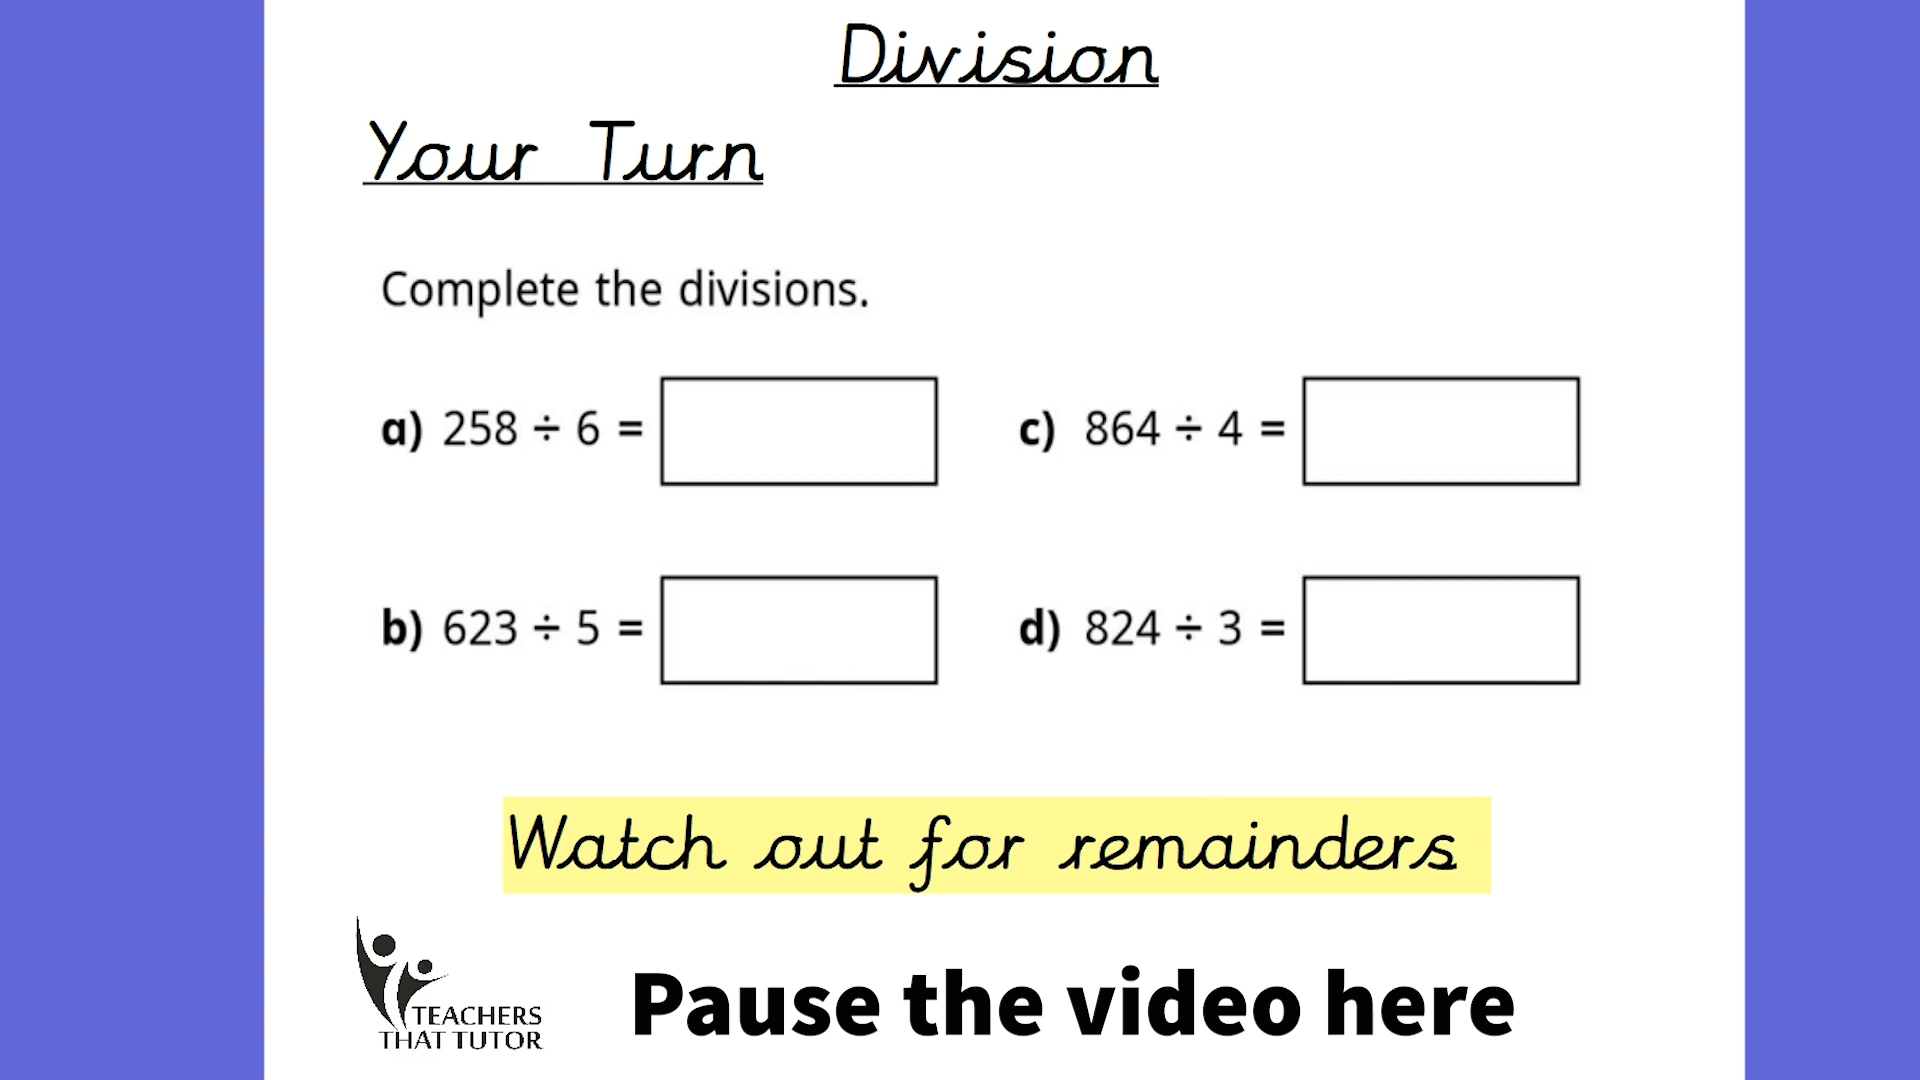 Division
Your Turn
Complete the divisions.
a) 258 ÷ 6 =
c) 864 ÷ 4 =
b) 623 ÷ 5 =
d) 824 ÷ 3 =
Watch out for remainders
TEACHERS
THAT TUTOR
Pause the video here